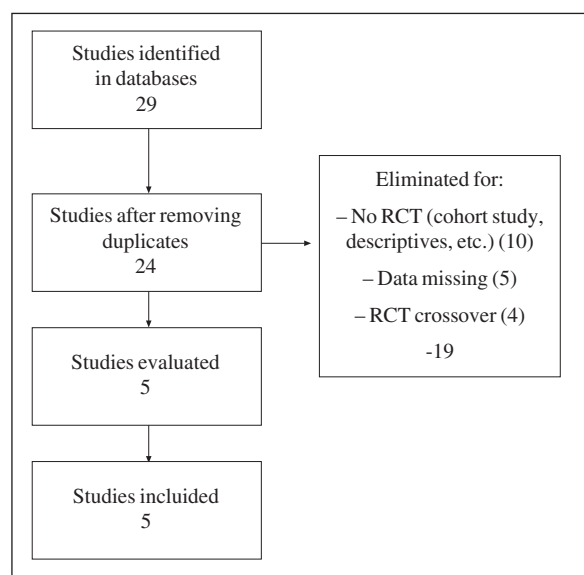 Studies identified
in databases
29
Studies after removing
duplicates
24
Eliminated for:
– No RCT (cohort study,
descriptives, etc.) (10)
– Data missing (5)
– RCT crossover (4)
-19
Studies evaluated
5
Studies incluided
5